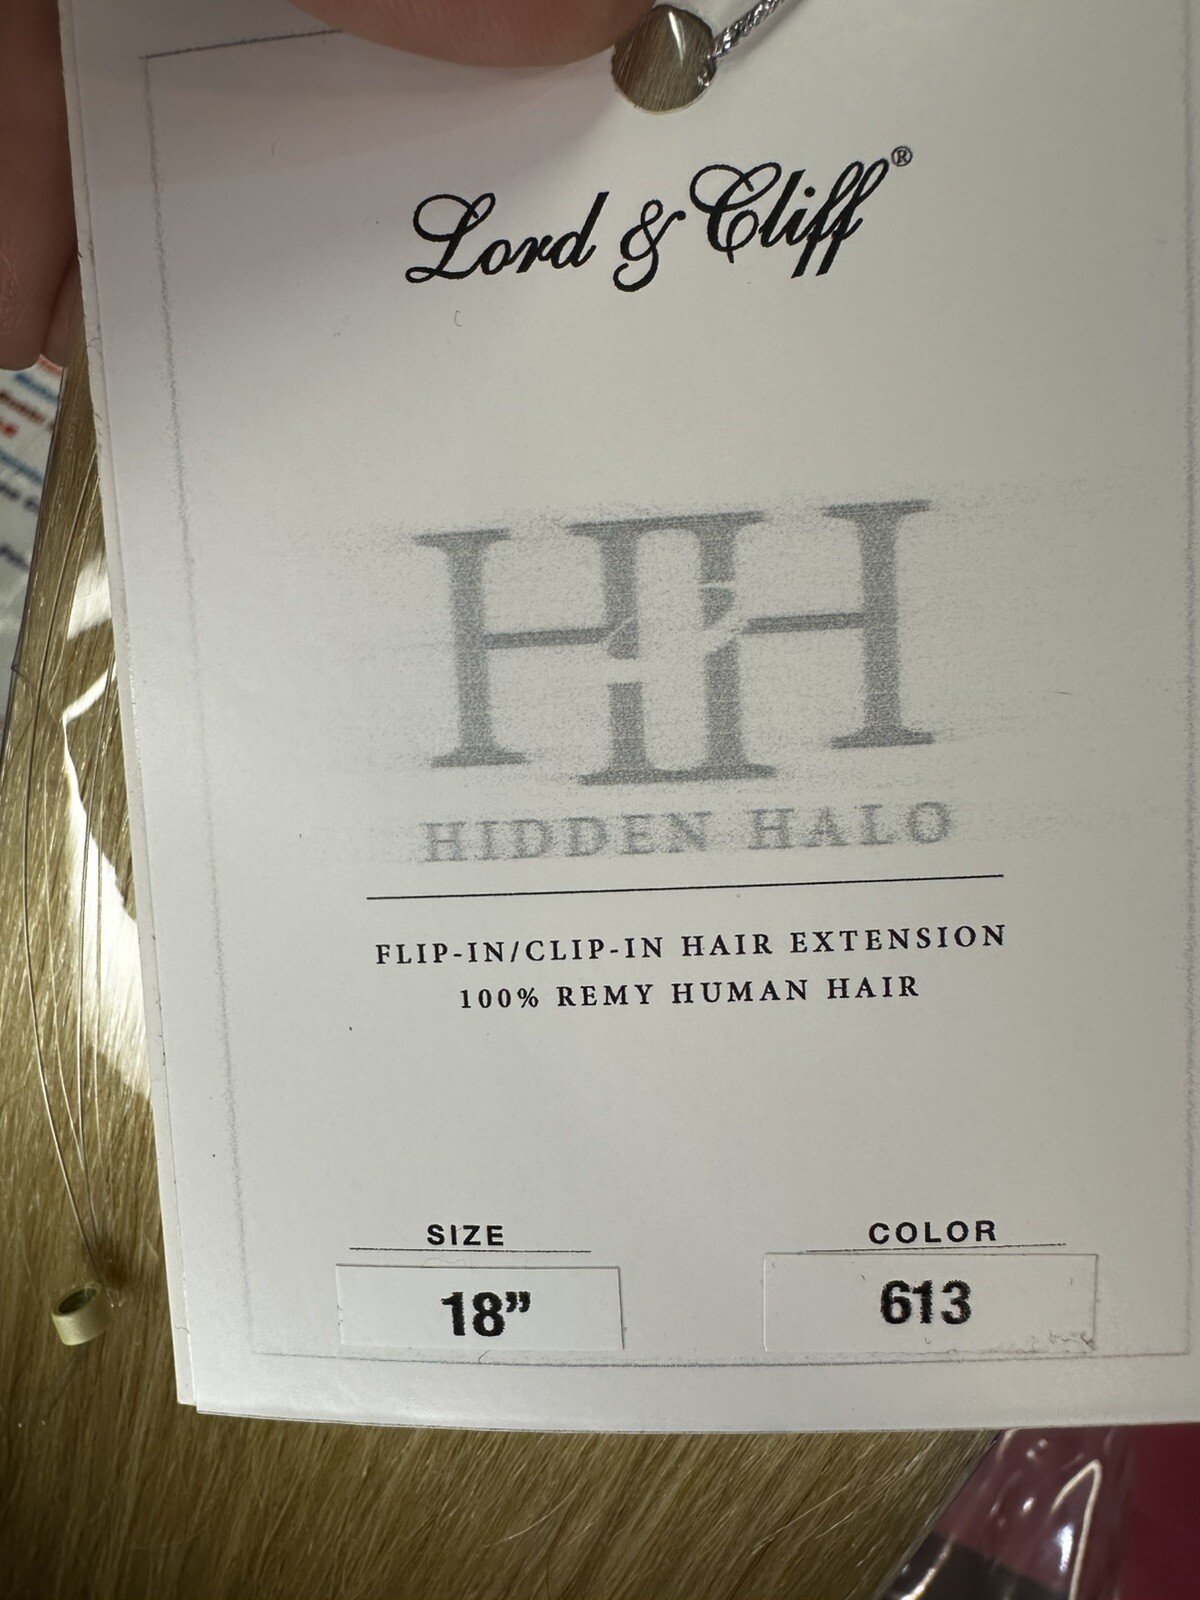 Lord & Cliff®
HH
HIDDEN HALO
FLIP-IN/CLIP-IN HAIR EXTENSION
100% REMY HUMAN HAIR
SIZE
COLOR
18”
613